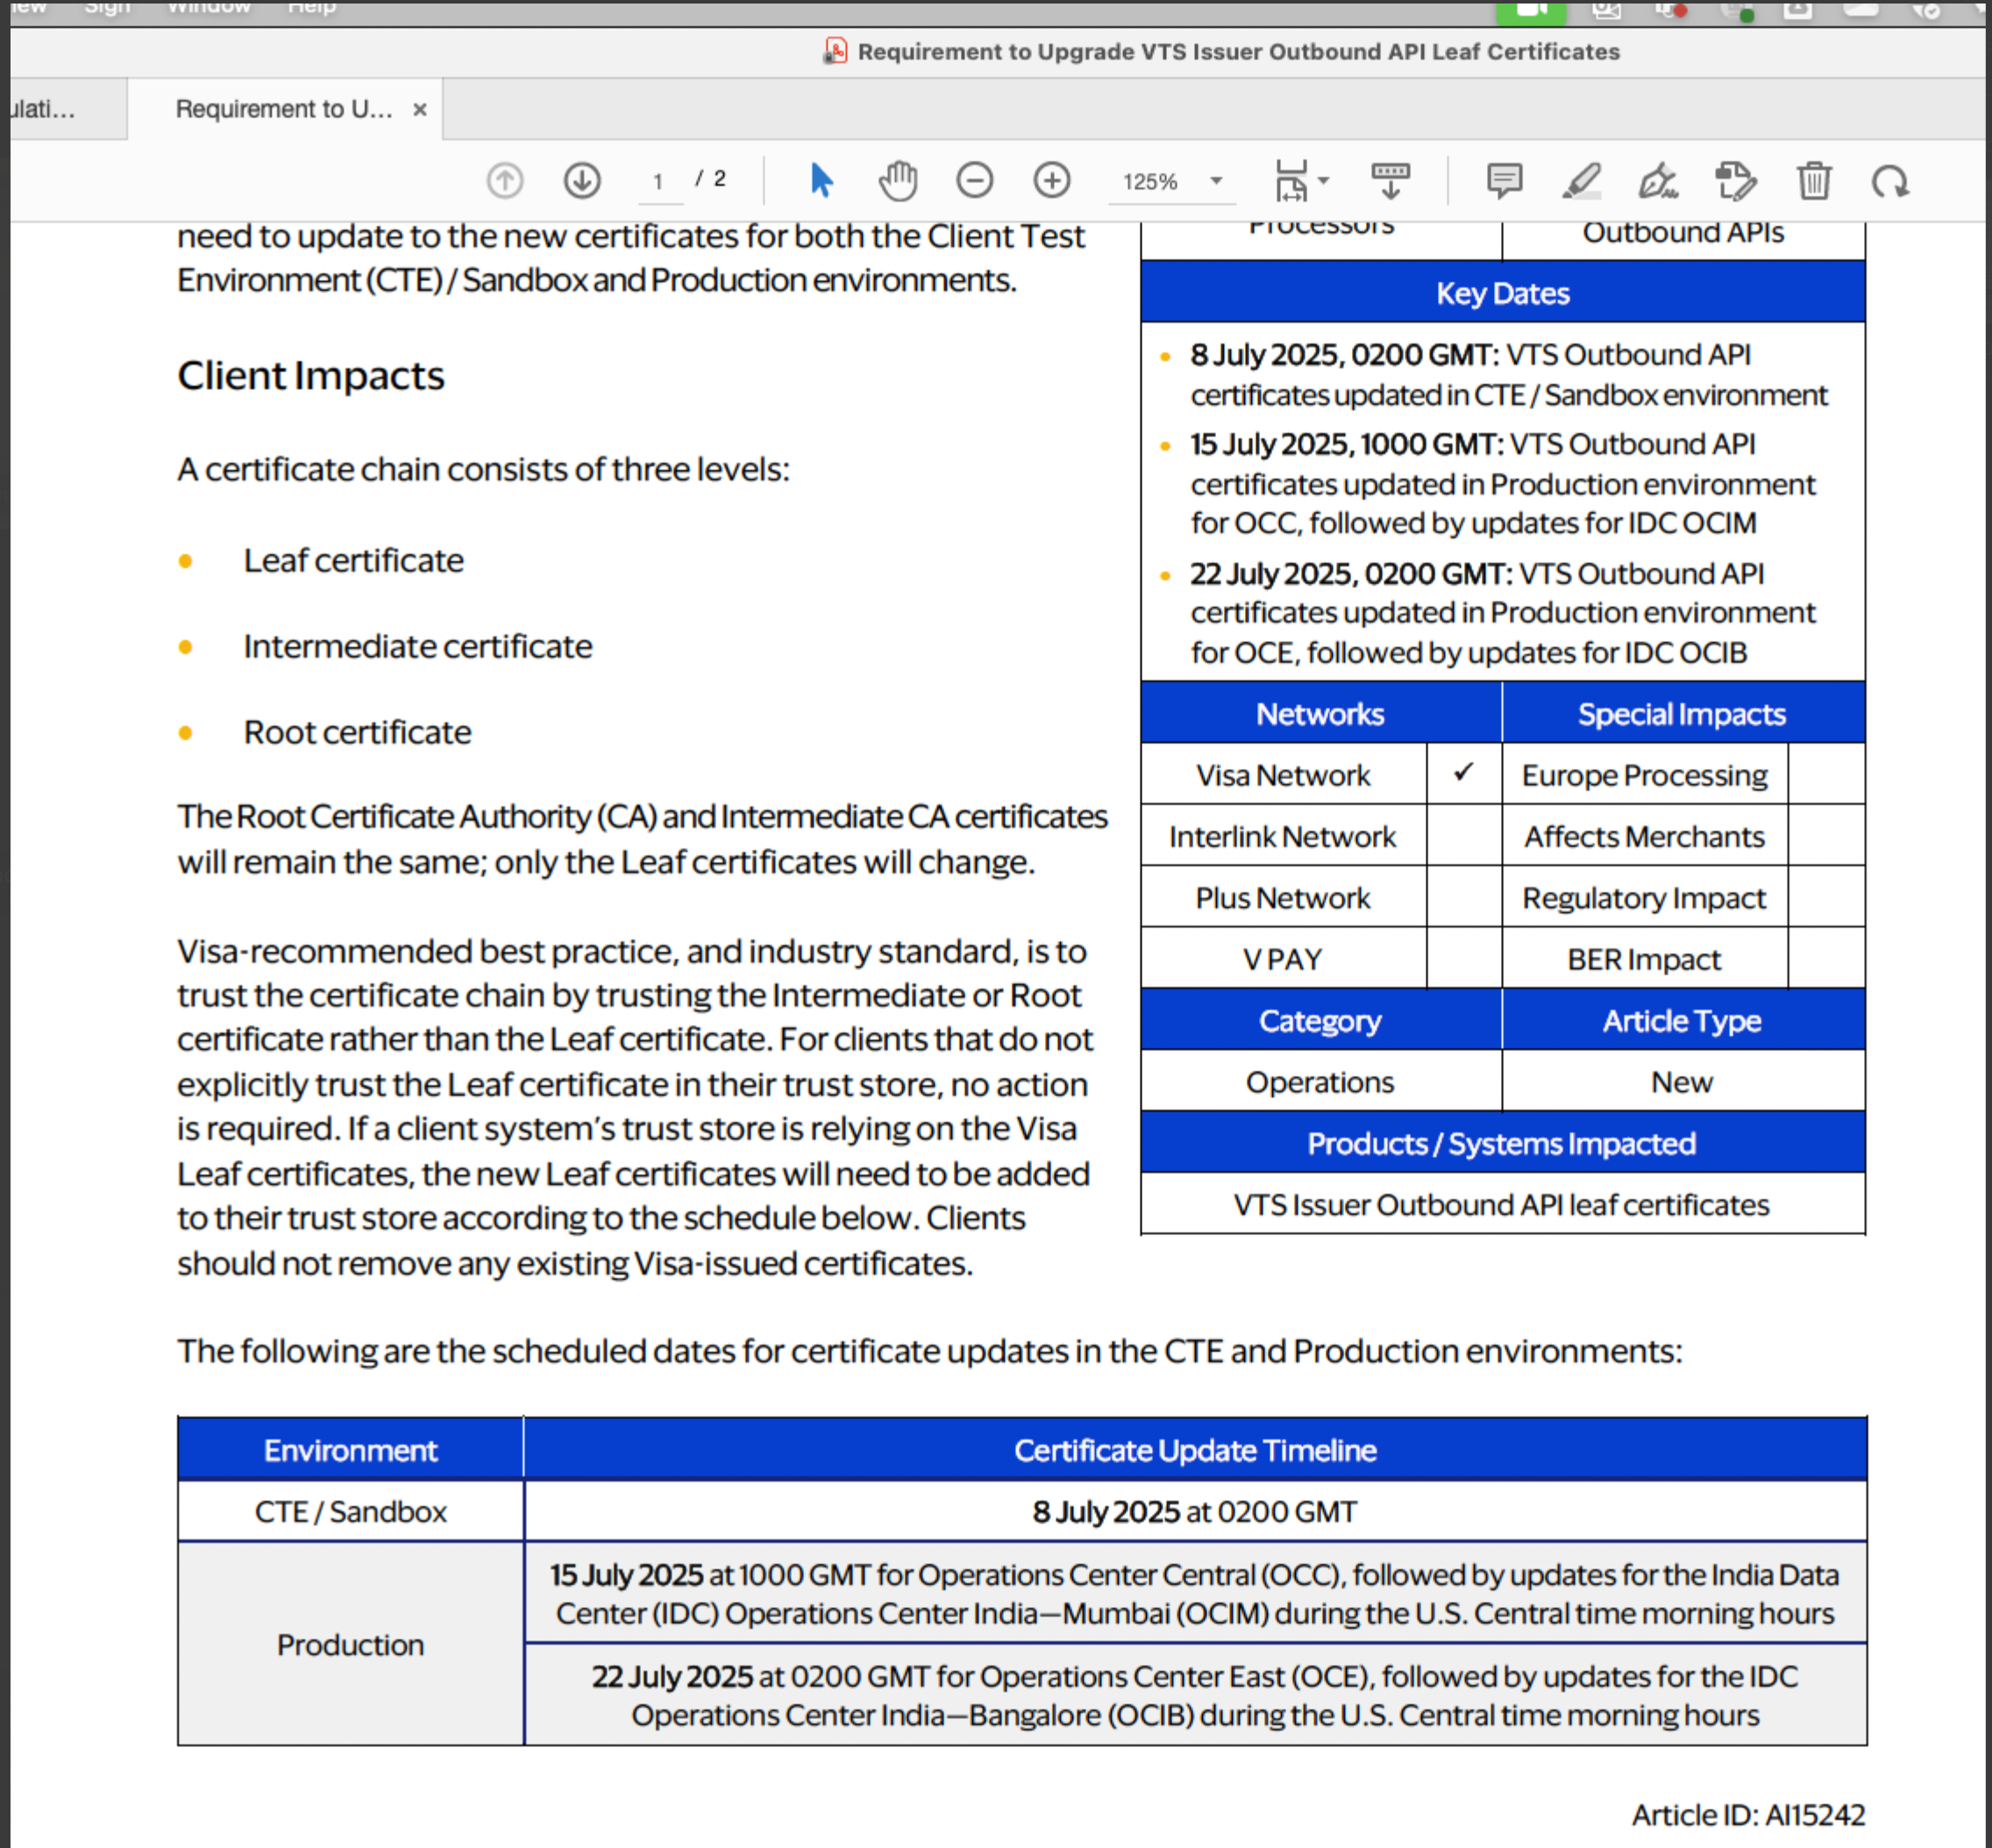 Sign Window Help
Requirement to Upgrade VTS Issuer Outbound API Leaf Certificates
ulati...
Requirement to U... ×
1 / 2
125%
need to update to the new certificates for both the Client Test
Environment (CTE) / Sandbox and Production environments.
Client Impacts
A certificate chain consists of three levels:
• Leaf certificate
• Intermediate certificate
• Root certificate
The Root Certificate Authority (CA) and Intermediate CA certificates
will remain the same; only the Leaf certificates will change.
Visa-recommended best practice, and industry standard, is to
trust the certificate chain by trusting the Intermediate or Root
certificate rather than the Leaf certificate. For clients that do not
explicitly trust the Leaf certificate in their trust store, no action
is required. If a client system's trust store is relying on the Visa
Leaf certificates, the new Leaf certificates will need to be added
to their trust store according to the schedule below. Clients
should not remove any existing Visa-issued certificates.
Processors
Outbound APIs
Key Dates
• 8 July 2025, 0200 GMT: VTS Outbound API
certificates updated in CTE / Sandbox environment
• 15 July 2025, 1000 GMT: VTS Outbound API
certificates updated in Production environment
for OCC, followed by updates for IDC OCIM
• 22 July 2025, 0200 GMT: VTS Outbound API
certificates updated in Production environment
for OCE, followed by updates for IDC OCIB
Networks Special Impacts
Visa Network ✓ Europe Processing
Interlink Network Affects Merchants
Plus Network Regulatory Impact
V PAY BER Impact
Category Article Type
Operations New
Products / Systems Impacted
VTS Issuer Outbound API leaf certificates
The following are the scheduled dates for certificate updates in the CTE and Production environments:
Environment Certificate Update Timeline
CTE / Sandbox 8 July 2025 at 0200 GMT
Production
15 July 2025 at 1000 GMT for Operations Center Central (OCC), followed by updates for the India Data
Center (IDC) Operations Center India—Mumbai (OCIM) during the U.S. Central time morning hours
22 July 2025 at 0200 GMT for Operations Center East (OCE), followed by updates for the IDC
Operations Center India—Bangalore (OCIB) during the U.S. Central time morning hours
Article ID: AI15242